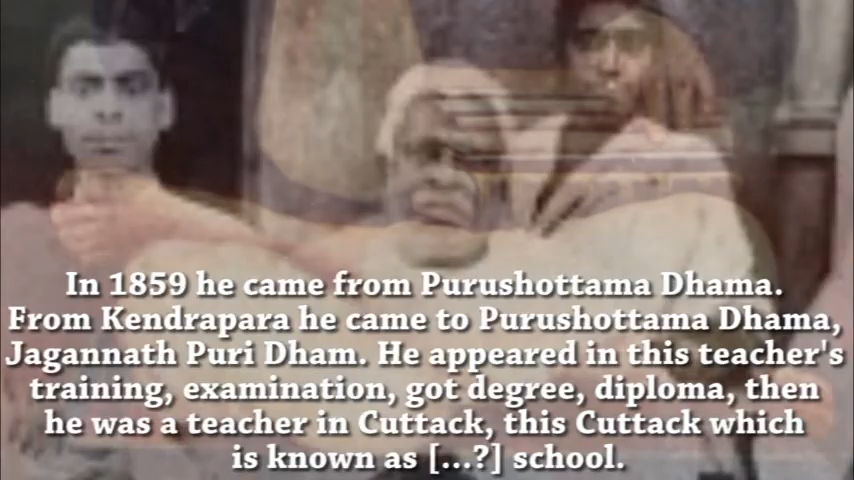 In 1859 he came from Purushottama Dhama.
From Kendrapara he came to Purushottama Dhama,
Jagannath Puri Dham. He appeared in this teacher's
training, examination, got degree, diploma, then
he was a teacher in Cuttack, this Cuttack which
is known as [...?] school.